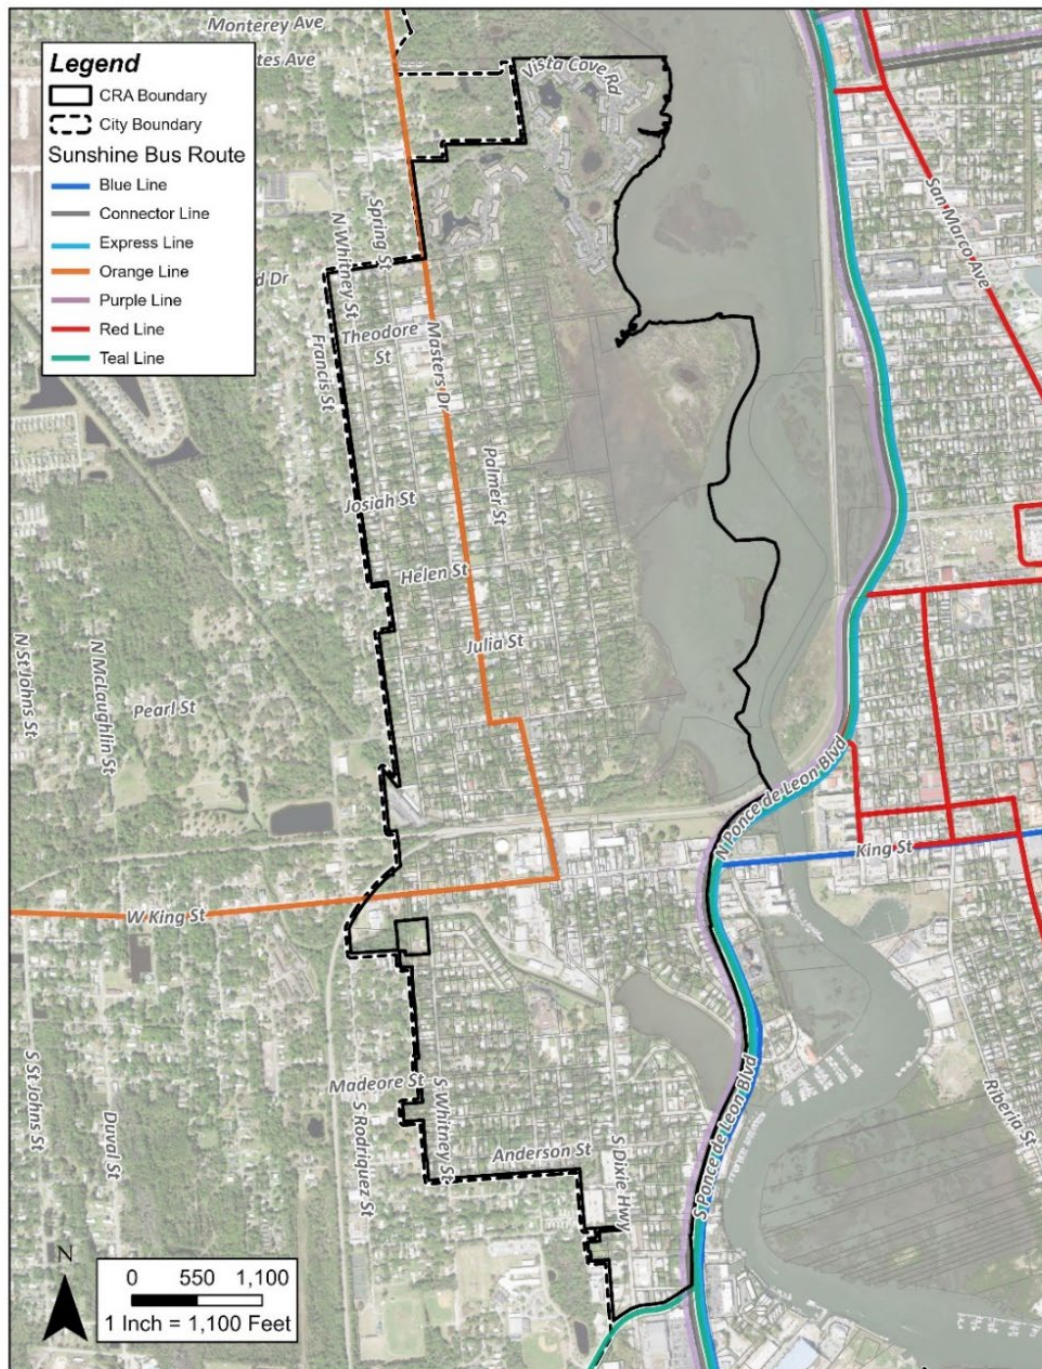 Monterey Ave
tes Ave
Legend
CRA Boundary
City Boundary
Sunshine Bus Route
Blue Line
Connector Line
Express Line
Orange Line
Purple Line
Red Line
Teal Line
Vista Cove Rd
San Marco Ave
Spring St
N Whitney St
d Dr
Theodore
St
Francis St
Masters Dr
Palmer St
Josiah St
Helen St
Julia St
N St Johns St
N McLaughlin St
Pearl St
N Ponce de Leon Blvd
King St
W King St
S St Johns St
Duval St
Madeore St
S Rodriquez St
S Whitney St
Anderson St
S Dixie Hwy
S Ponce de Leon Blvd
Riberia St
N
0 550 1,100
1 Inch = 1,100 Feet